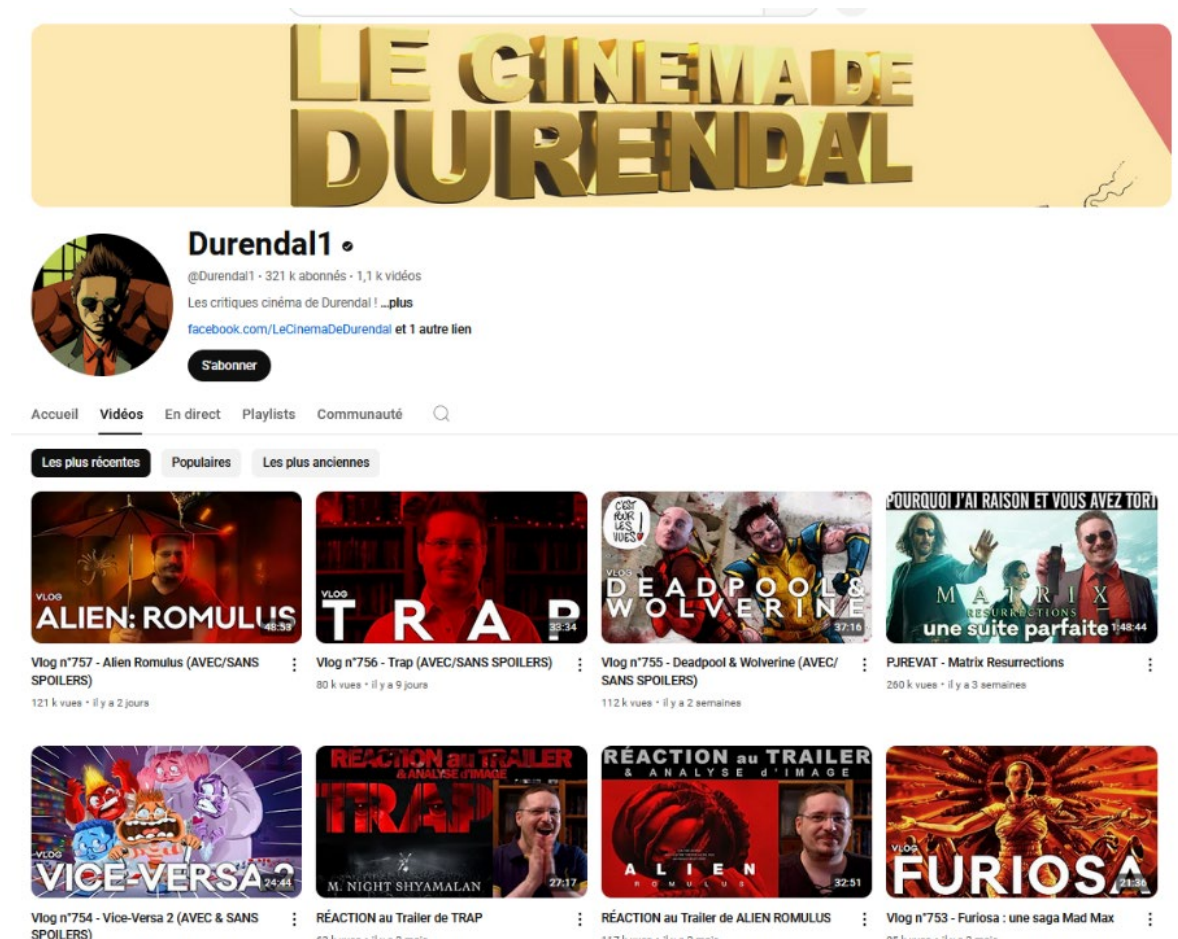 LE CINEMA DE
DURENDAL
Durendal1
@Durendal1 • 321 k abonnés • 1,1 k vidéos
Les critiques cinéma de Durendal ! ...plus
facebook.com/LeCinemaDeDurendal et 1 autre lien
S'abonner
Accueil Vidéos En direct Playlists Communauté
Les plus récentes Populaires Les plus anciennes
VLOG
ALIEN: ROMULUS
48:53
VLOG
TRAP
33:34
C'EST
POUR
LES
VUES!
VLOG
DEADPOOL &
WOLVERINE
37:16
POURQUOI J'AI RAISON ET VOUS AVEZ TORT
MATRIX
RESURRECTIONS
une suite parfaite
1:48:44
Vlog n°757 - Alien Romulus (AVEC/SANS
SPOILERS)
121 k vues • il y a 2 jours
Vlog n°756 - Trap (AVEC/SANS SPOILERS)
80 k vues • il y a 9 jours
Vlog n°755 - Deadpool & Wolverine (AVEC/
SANS SPOILERS)
112 k vues • il y a 2 semaines
PJREVAT - Matrix Resurrections
260 k vues • il y a 3 semaines
VLOG
VICE-VERSA 2
24:44
RÉACTION au TRAILER
& ANALYSE d'IMAGE
TRAP
M. NIGHT SHYAMALAN
27:17
RÉACTION au TRAILER
& ANALYSE d'IMAGE
ALIEN
ROMULUS
32:51
VLOG
FURIOSA
21:36
Vlog n°754 - Vice-Versa 2 (AVEC & SANS
SPOILERS)
RÉACTION au Trailer de TRAP
RÉACTION au Trailer de ALIEN ROMULUS
Vlog n°753 - Furiosa : une saga Mad Max